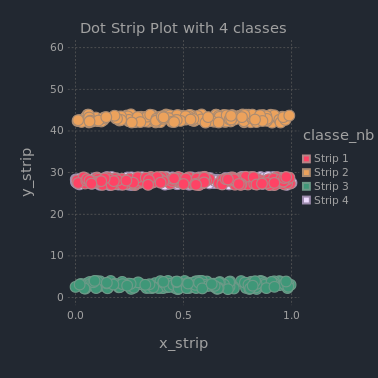 Dot Strip Plot with 4 classes
60
50
40
30
20
10
0
y_strip
0.0
0.5
1.0
x_strip
classe_nb
Strip 1
Strip 2
Strip 3
Strip 4